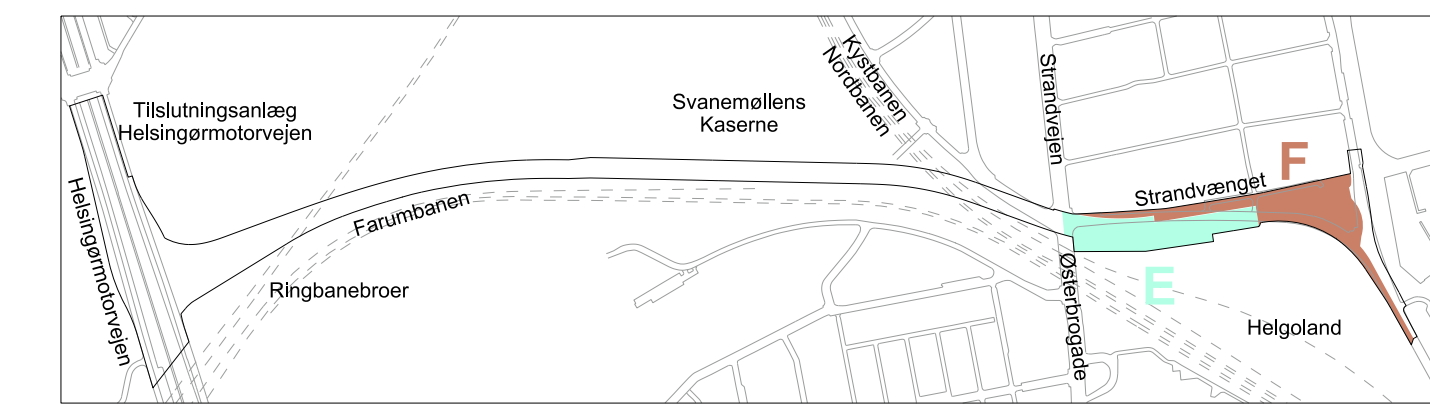 Tilslutningsanlæg
Helsingørmotorvejen
Helsingørmotorvejen
Farumbanen
Ringbanebroer
Svanemøllens
Kaserne
Kystbanen
Nordbanen
Strandvejen
Strandvænget
F
E
Østerbrogade
Helgoland